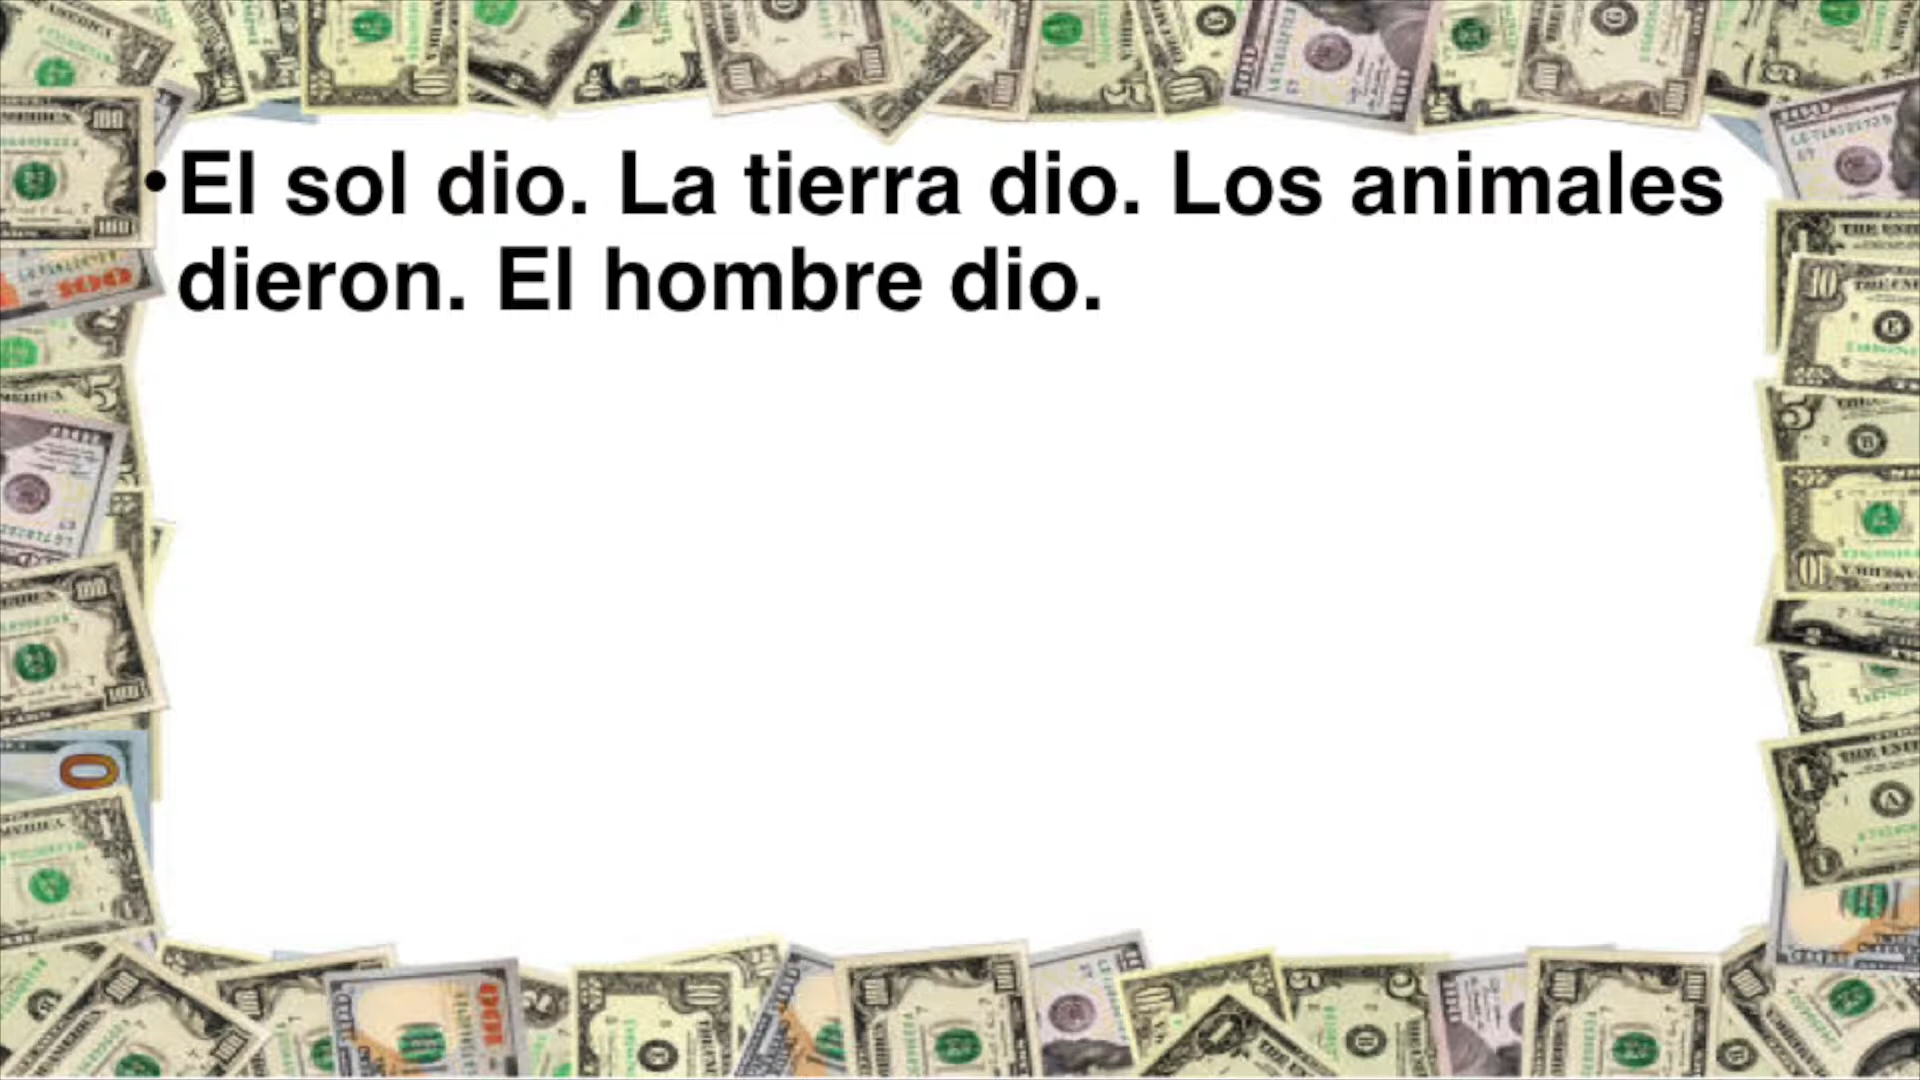 •El sol dio. La tierra dio. Los animales
dieron. El hombre dio.